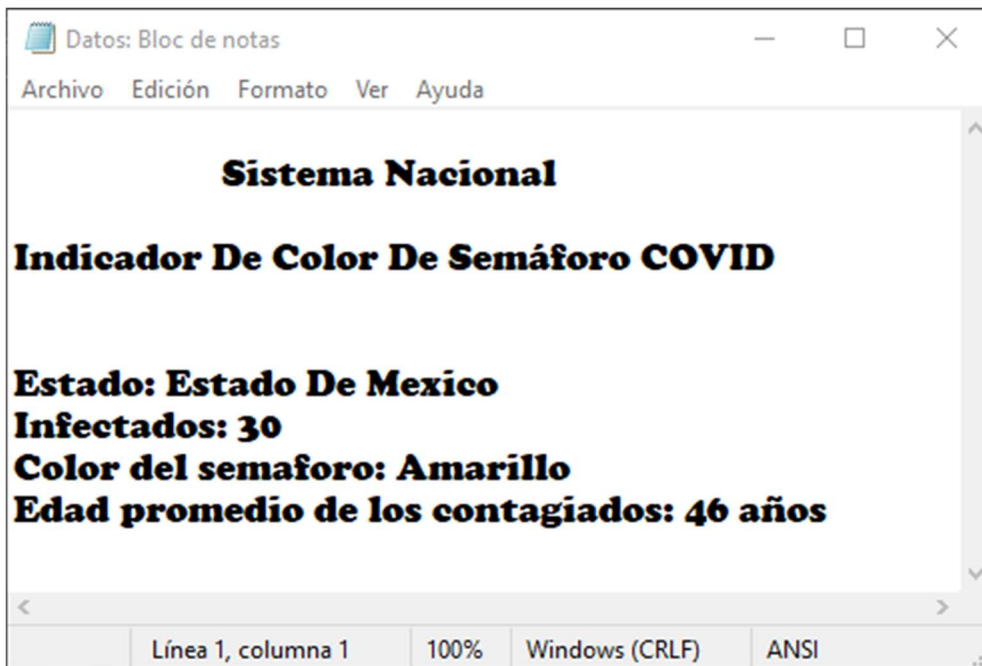 Datos: Bloc de notas
Archivo Edición Formato Ver Ayuda
Sistema Nacional
Indicador De Color De Semáforo COVID
Estado: Estado De Mexico
Infectados: 30
Color del semaforo: Amarillo
Edad promedio de los contagiados: 46 años
Línea 1, columna 1 100% Windows (CRLF) ANSI